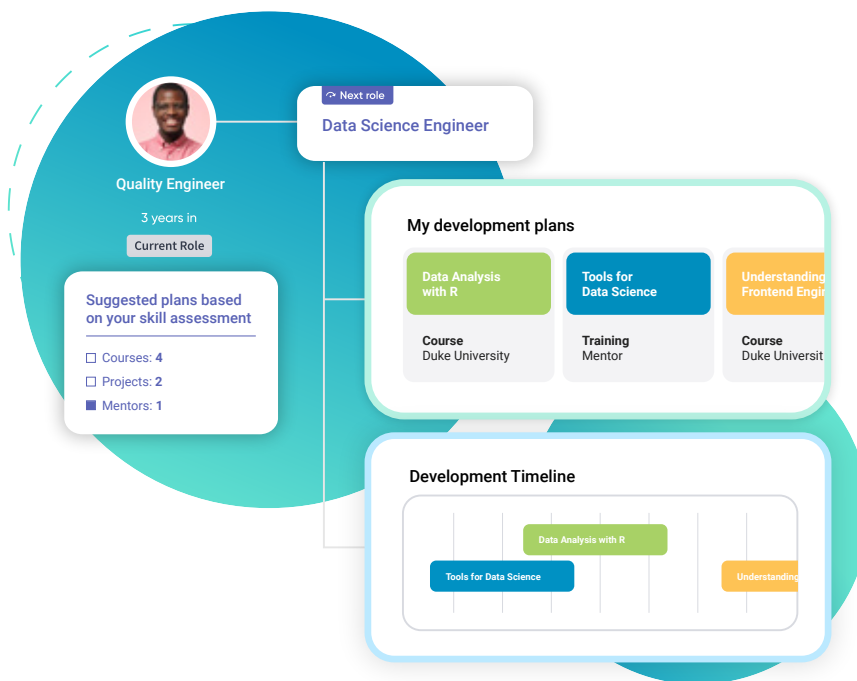 Next role
Data Science Engineer
Quality Engineer
3 years in
Current Role
Suggested plans based
on your skill assessment
Courses: 4
Projects: 2
Mentors: 1
My development plans
Data Analysis
with R
Course
Duke University
Tools for
Data Science
Training
Mentor
Understanding
Frontend Engin
Course
Duke Universit
Development Timeline
Data Analysis with R
Tools for Data Science
Understanding